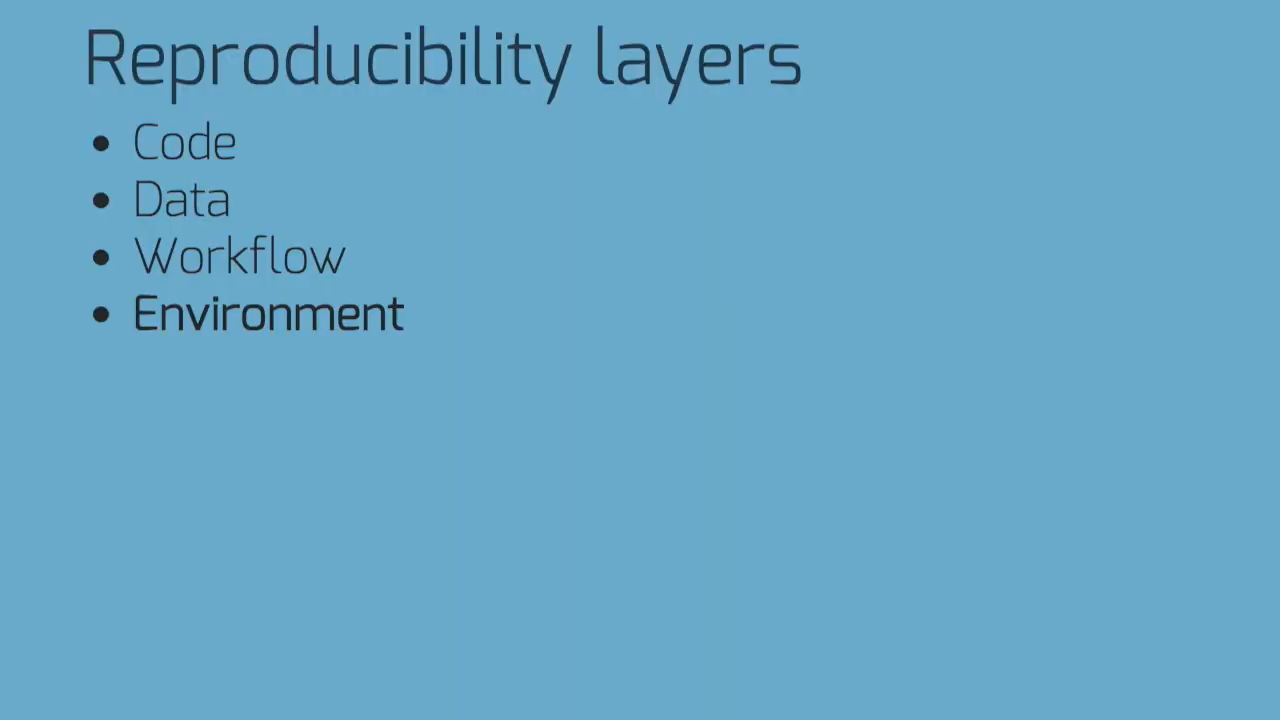 Reproducibility layers
• Code
• Data
• Workflow
• Environment